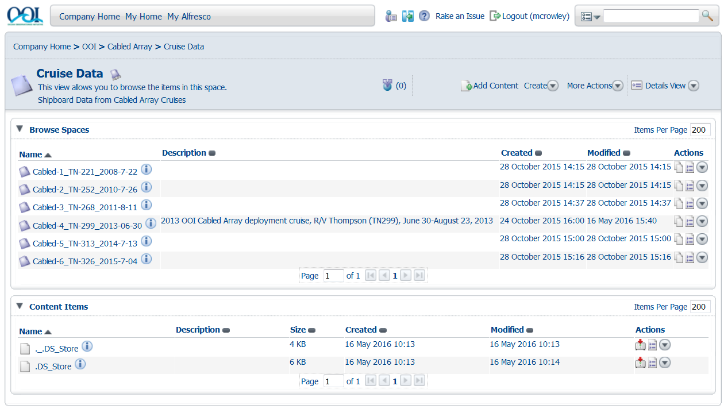 OOI
Company Home My Home My Alfresco
Raise an Issue Logout (mcrowley)
Company Home > OOI > Cabled Array > Cruise Data
Cruise Data
This view allows you to browse the items in this space.
Shipboard Data from Cabled Array Cruises
(0)
Add Content Create More Actions Details View
Browse Spaces Items Per Page 200
Name Description Created Modified Actions
Cabled-1_TN-221_2008-7-22 28 October 2015 14:15 28 October 2015 14:15
Cabled-2_TN-252_2010-7-26 28 October 2015 14:15 28 October 2015 14:15
Cabled-3_TN-268_2011-8-11 28 October 2015 14:37 28 October 2015 14:37
Cabled-4_TN-299_2013-06-30 2013 OOI Cabled Array deployment cruise, R/V Thompson (TN299), June 30-August 23, 2013 24 October 2015 16:00 16 May 2016 15:40
Cabled-5_TN-313_2014-7-13 28 October 2015 15:00 28 October 2015 15:00
Cabled-6_TN-326_2015-7-04 28 October 2015 15:16 28 October 2015 15:16
Page 1 of 1 1
Content Items Items Per Page 200
Name Description Size Created Modified Actions
._.DS_Store 4 KB 16 May 2016 10:13 16 May 2016 10:13
.DS_Store 6 KB 16 May 2016 10:13 16 May 2016 10:14
Page 1 of 1 1